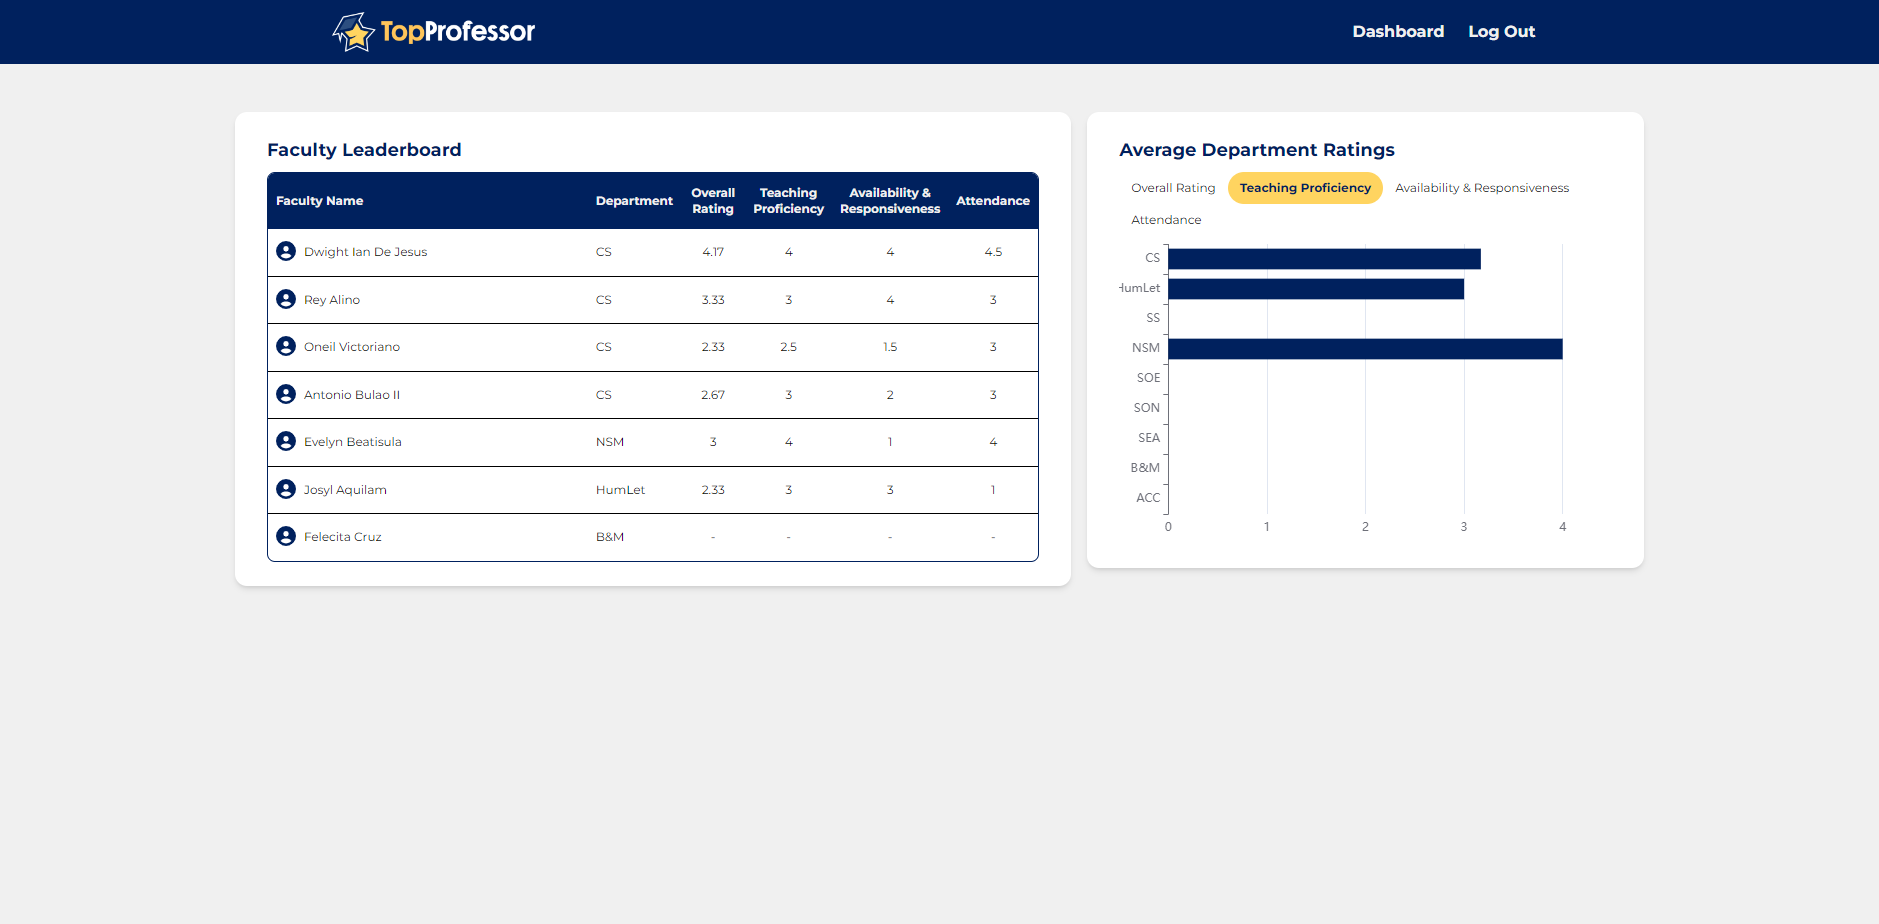 TopProfessor
Dashboard Log Out
Faculty Leaderboard
Faculty Name Department Overall Rating Teaching Proficiency Availability & Responsiveness Attendance
Dwight Ian De Jesus CS 4.17 4 4 4.5
Rey Alino CS 3.33 3 4 3
Oneil Victoriano CS 2.33 2.5 1.5 3
Antonio Bulao II CS 2.67 3 2 3
Evelyn Beatisula NSM 3 4 1 4
Josyl Aquilam HumLet 2.33 3 3 1
Felecita Cruz B&M - - - -
Average Department Ratings
Overall Rating Teaching Proficiency Availability & Responsiveness
Attendance
CS
HumLet
SS
NSM
SOE
SON
SEA
B&M
ACC
0 1 2 3 4